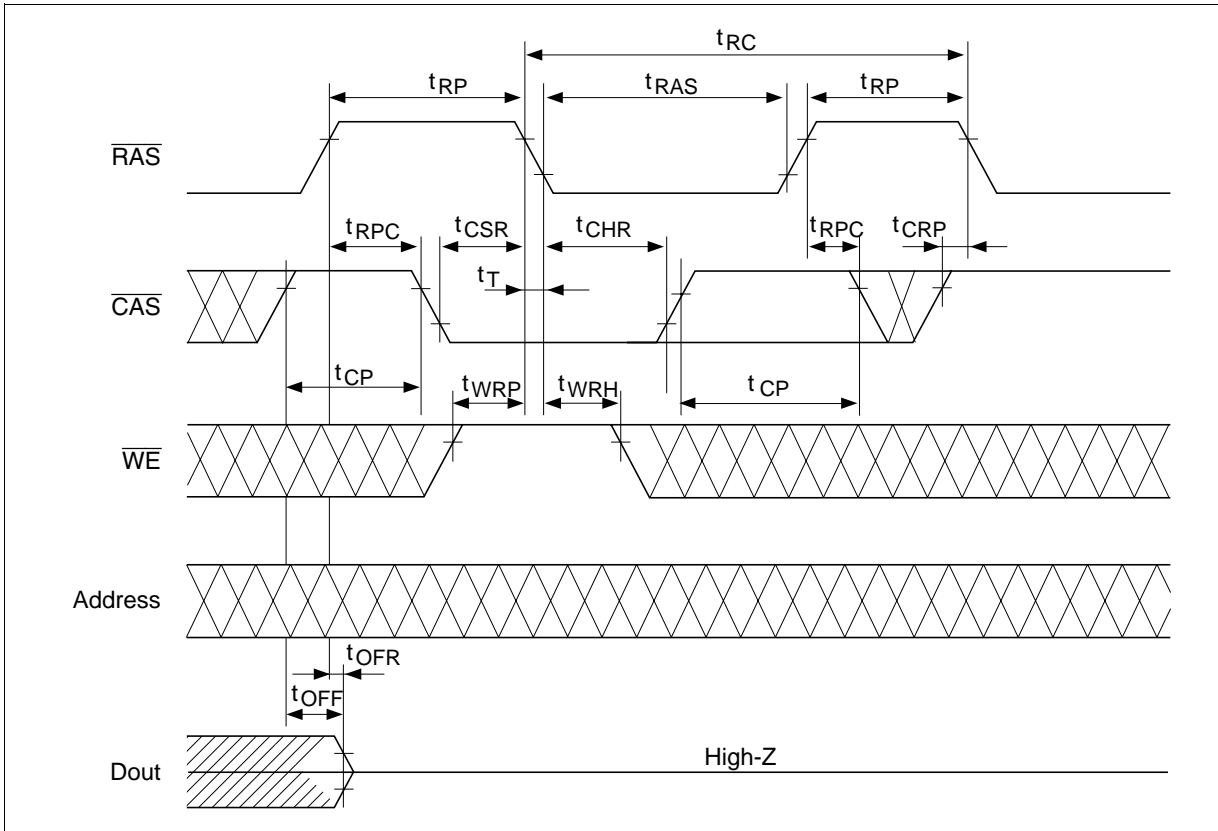 tRC
tRP
tRAS
tRP
RAS
tRPC
tCSR
tCHR
tRPC
tCRP
tT
CAS
tCP
tWRP
tWRH
tCP
WE
Address
tOFR
tOFF
High-Z
Dout